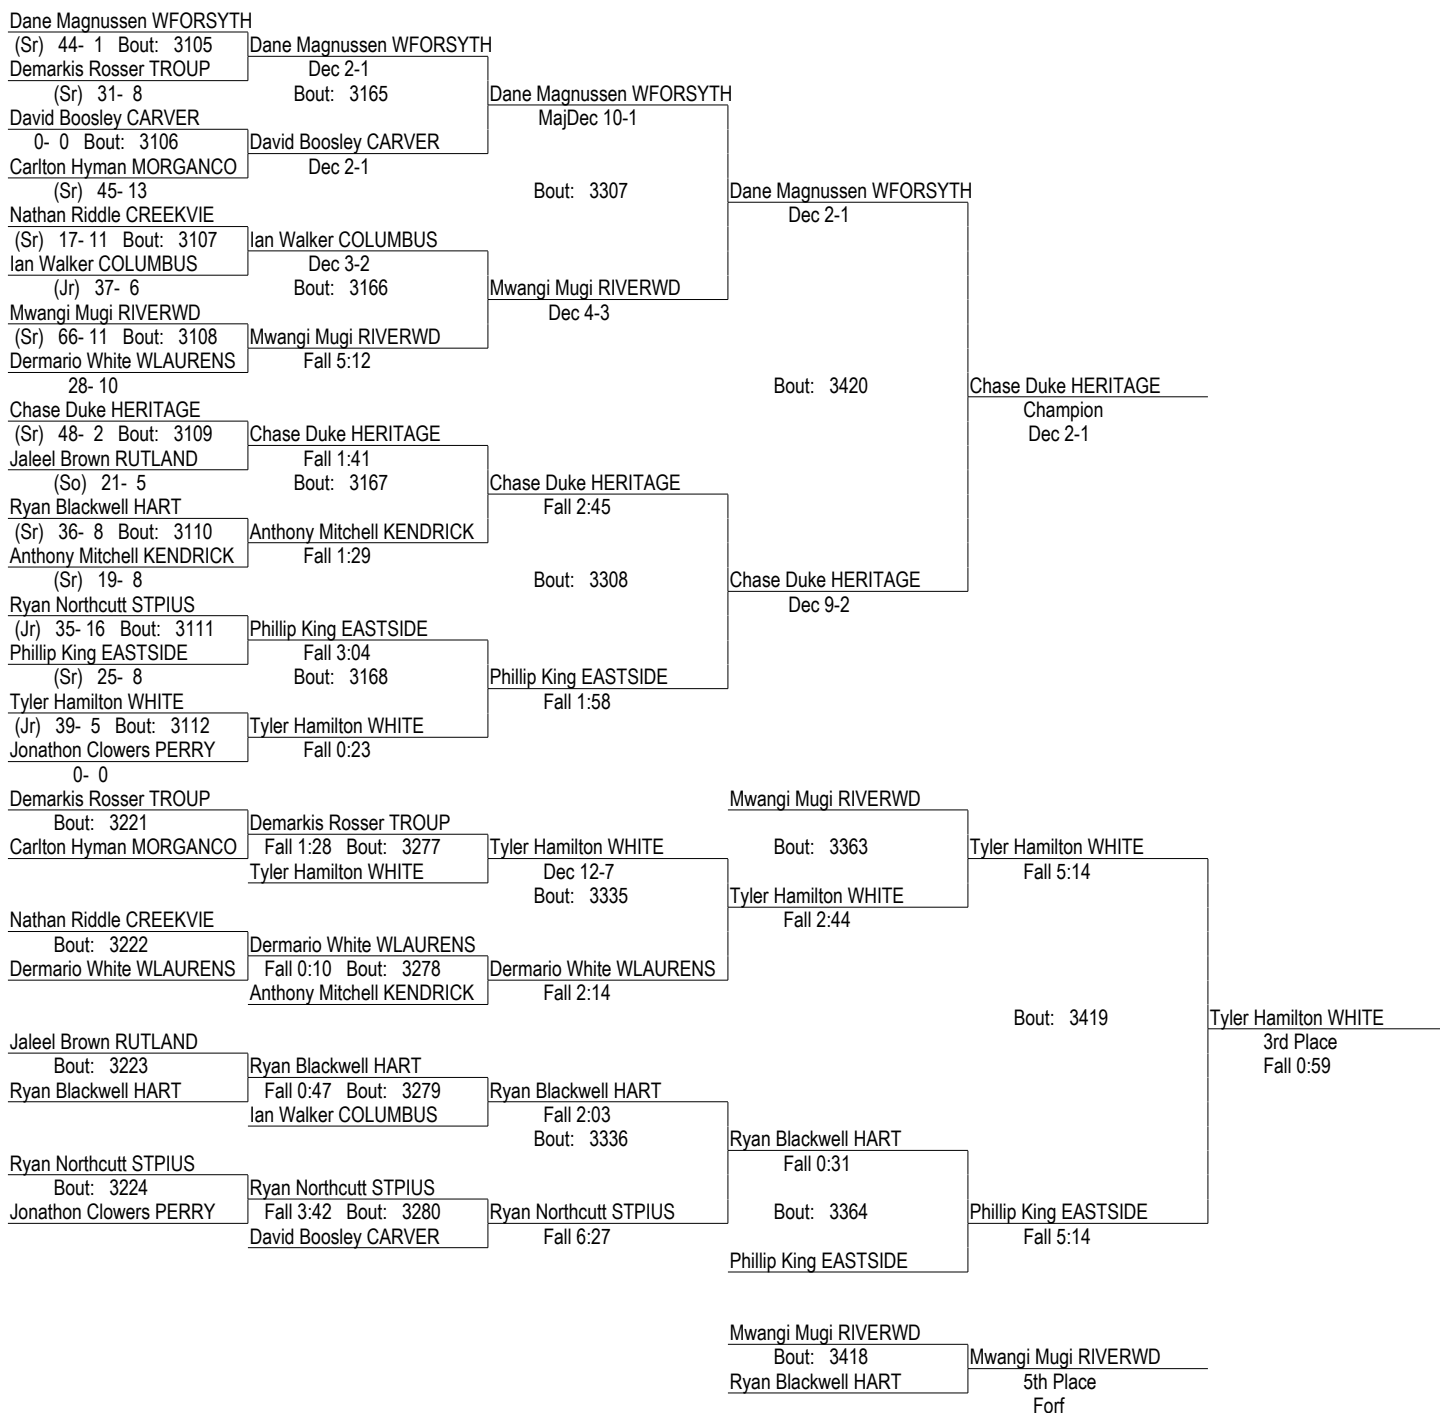 Dane Magnussen WFORSYTH
(Sr) 44- 1 Bout: 3105 Dane Magnussen WFORSYTH
Demarkis Rosser TROUP Dec 2-1
(Sr) 31- 8 Bout: 3165 Dane Magnussen WFORSYTH
David Boosley CARVER MajDec 10-1
0- 0 Bout: 3106 David Boosley CARVER
Carlton Hyman MORGANCO Dec 2-1
(Sr) 45- 13 Bout: 3307 Dane Magnussen WFORSYTH
Nathan Riddle CREEKVIE Dec 2-1
(Sr) 17- 11 Bout: 3107 Ian Walker COLUMBUS
Ian Walker COLUMBUS Dec 3-2
(Jr) 37- 6 Bout: 3166 Mwangi Mugi RIVERWD
Mwangi Mugi RIVERWD Dec 4-3
(Sr) 66- 11 Bout: 3108 Mwangi Mugi RIVERWD
Dermario White WLAURENS Fall 5:12
28- 10 Bout: 3420 Chase Duke HERITAGE
Chase Duke HERITAGE Champion
(Sr) 48- 2 Bout: 3109 Chase Duke HERITAGE Dec 2-1
Jaleel Brown RUTLAND Fall 1:41
(So) 21- 5 Bout: 3167 Chase Duke HERITAGE
Ryan Blackwell HART Fall 2:45
(Sr) 36- 8 Bout: 3110 Anthony Mitchell KENDRICK
Anthony Mitchell KENDRICK Fall 1:29
(Sr) 19- 8 Bout: 3308 Chase Duke HERITAGE
Ryan Northcutt STPIUS Dec 9-2
(Jr) 35- 16 Bout: 3111 Phillip King EASTSIDE
Phillip King EASTSIDE Fall 3:04
(Sr) 25- 8 Bout: 3168 Phillip King EASTSIDE
Tyler Hamilton WHITE Fall 1:58
(Jr) 39- 5 Bout: 3112 Tyler Hamilton WHITE
Jonathon Clowers PERRY Fall 0:23
0- 0
Demarkis Rosser TROUP Mwangi Mugi RIVERWD
Bout: 3221 Demarkis Rosser TROUP
Carlton Hyman MORGANCO Fall 1:28 Bout: 3277 Tyler Hamilton WHITE Bout: 3363 Tyler Hamilton WHITE
Tyler Hamilton WHITE Dec 12-7 Fall 5:14
Bout: 3335 Tyler Hamilton WHITE
Nathan Riddle CREEKVIE Fall 2:44
Bout: 3222 Dermario White WLAURENS
Dermario White WLAURENS Fall 0:10 Bout: 3278 Dermario White WLAURENS
Anthony Mitchell KENDRICK Fall 2:14
Bout: 3419 Tyler Hamilton WHITE
Jaleel Brown RUTLAND 3rd Place
Bout: 3223 Ryan Blackwell HART Fall 0:59
Ryan Blackwell HART Fall 0:47 Bout: 3279 Ryan Blackwell HART
Ian Walker COLUMBUS Fall 2:03
Bout: 3336 Ryan Blackwell HART
Ryan Northcutt STPIUS Fall 0:31
Bout: 3224 Ryan Northcutt STPIUS
Jonathon Clowers PERRY Fall 3:42 Bout: 3280 Ryan Northcutt STPIUS Bout: 3364 Phillip King EASTSIDE
David Boosley CARVER Fall 6:27 Fall 5:14
Phillip King EASTSIDE
Mwangi Mugi RIVERWD
Bout: 3418 Mwangi Mugi RIVERWD
Ryan Blackwell HART 5th Place
Forf